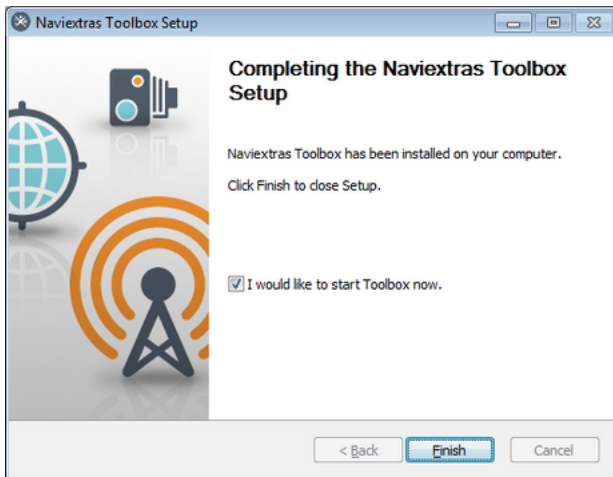 Naviextras Toolbox Setup
Completing the Naviextras Toolbox
Setup
Naviextras Toolbox has been installed on your computer.
Click Finish to close Setup.
I would like to start Toolbox now.
< Back Finish Cancel